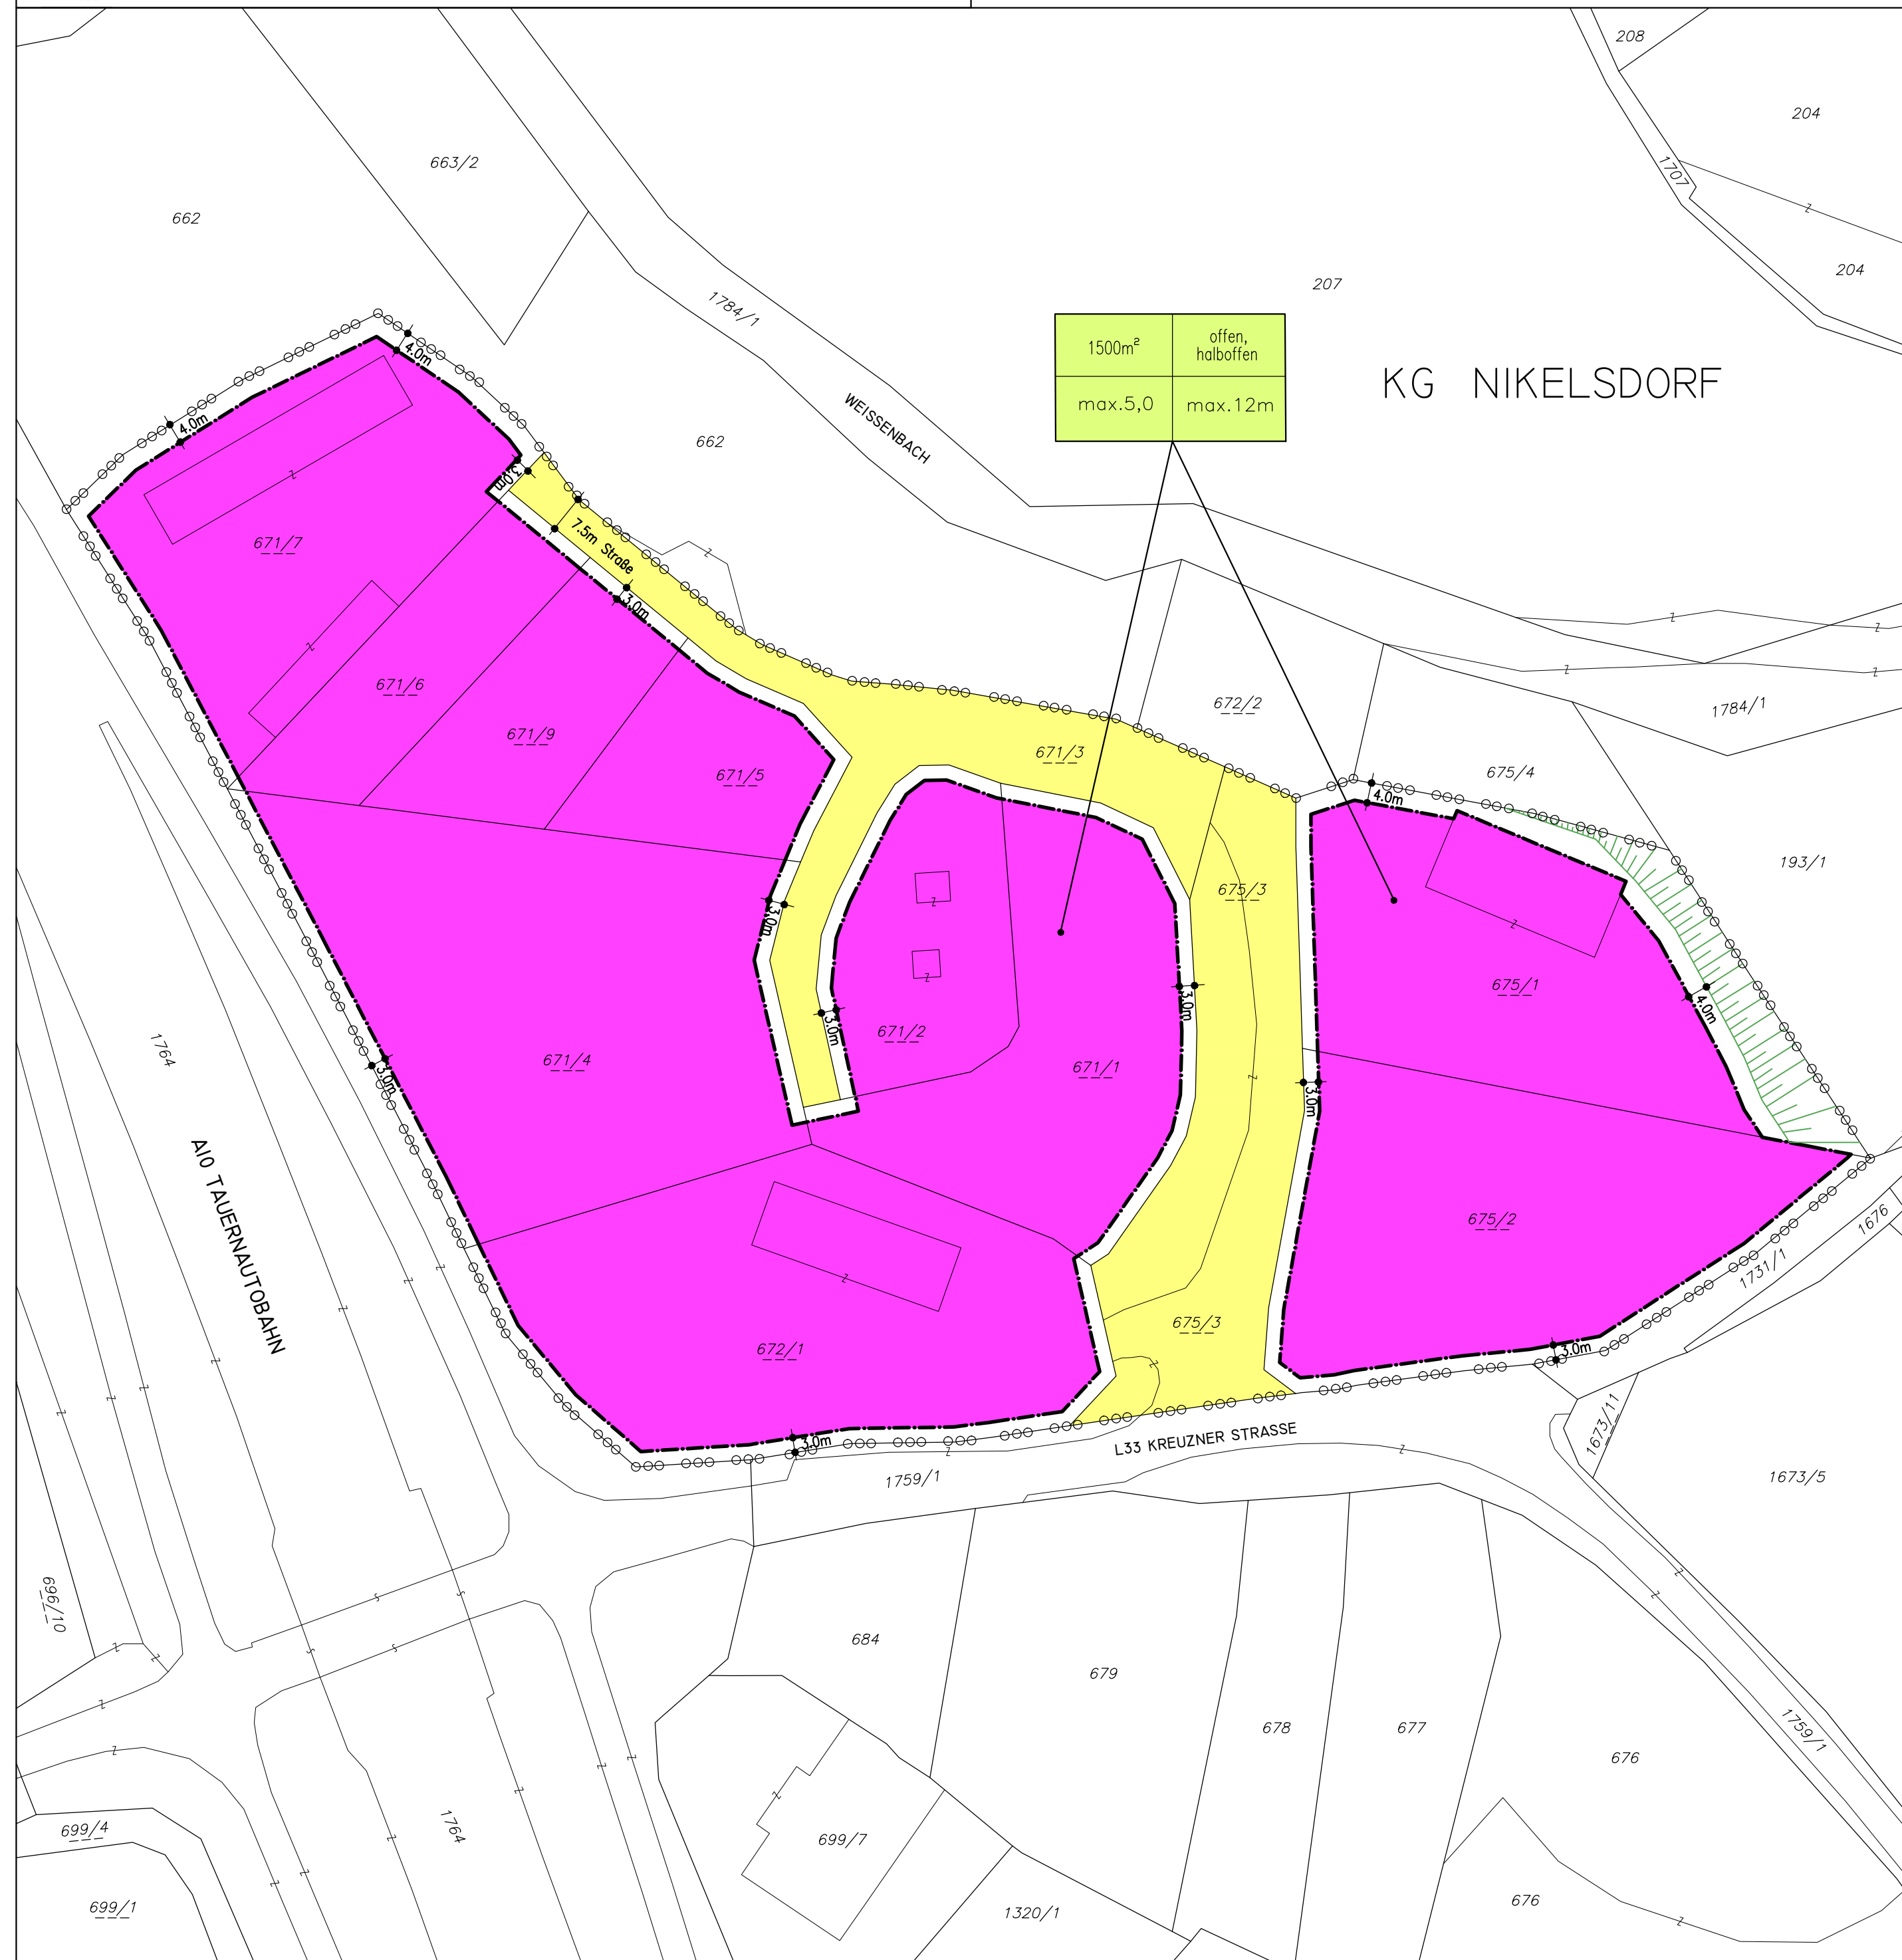 208
204
663/2
1707
662
204
207
1784/1
1500m²
offen,
halboffen
max.5,0
max.12m
KG NIKELSDORF
4.0m
4.0m
WEISSENBACH
662
3.0m
7.5m Straße
671/7
3.0m
671/6
672/2
1784/1
671/9
671/3
671/5
675/4
4.0m
193/1
675/3
3.0m
675/1
3.0m
4.0m
671/2
3.0m
1764
671/4
671/1
3.0m
3.0m
A10 TAUERNAUTOBAHN
675/2
1676
1731/1
675/3
672/1
3.0m
1673/11
3.0m
L33 KREUZNER STRASSE
1759/1
1673/5
696/10
684
679
678
677
1759/1
676
699/4
1764
699/7
699/1
1320/1
676